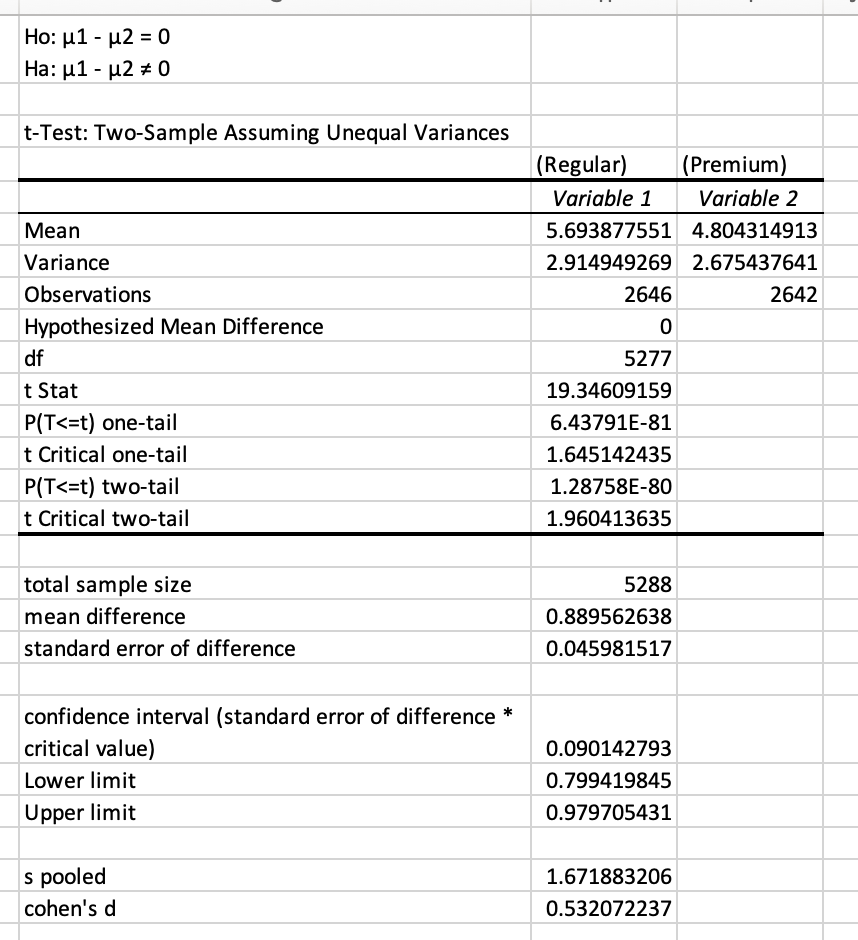 Ho: µ1 - µ2 = 0
Ha: µ1 - µ2 ≠ 0
t-Test: Two-Sample Assuming Unequal Variances
(Regular) (Premium)
Variable 1 Variable 2
Mean 5.693877551 4.804314913
Variance 2.914949269 2.675437641
Observations 2646 2642
Hypothesized Mean Difference 0
df 5277
t Stat 19.34609159
P(T<=t) one-tail 6.43791E-81
t Critical one-tail 1.645142435
P(T<=t) two-tail 1.28758E-80
t Critical two-tail 1.960413635
total sample size 5288
mean difference 0.889562638
standard error of difference 0.045981517
confidence interval (standard error of difference *
critical value) 0.090142793
Lower limit 0.799419845
Upper limit 0.979705431
s pooled 1.671883206
cohen's d 0.532072237